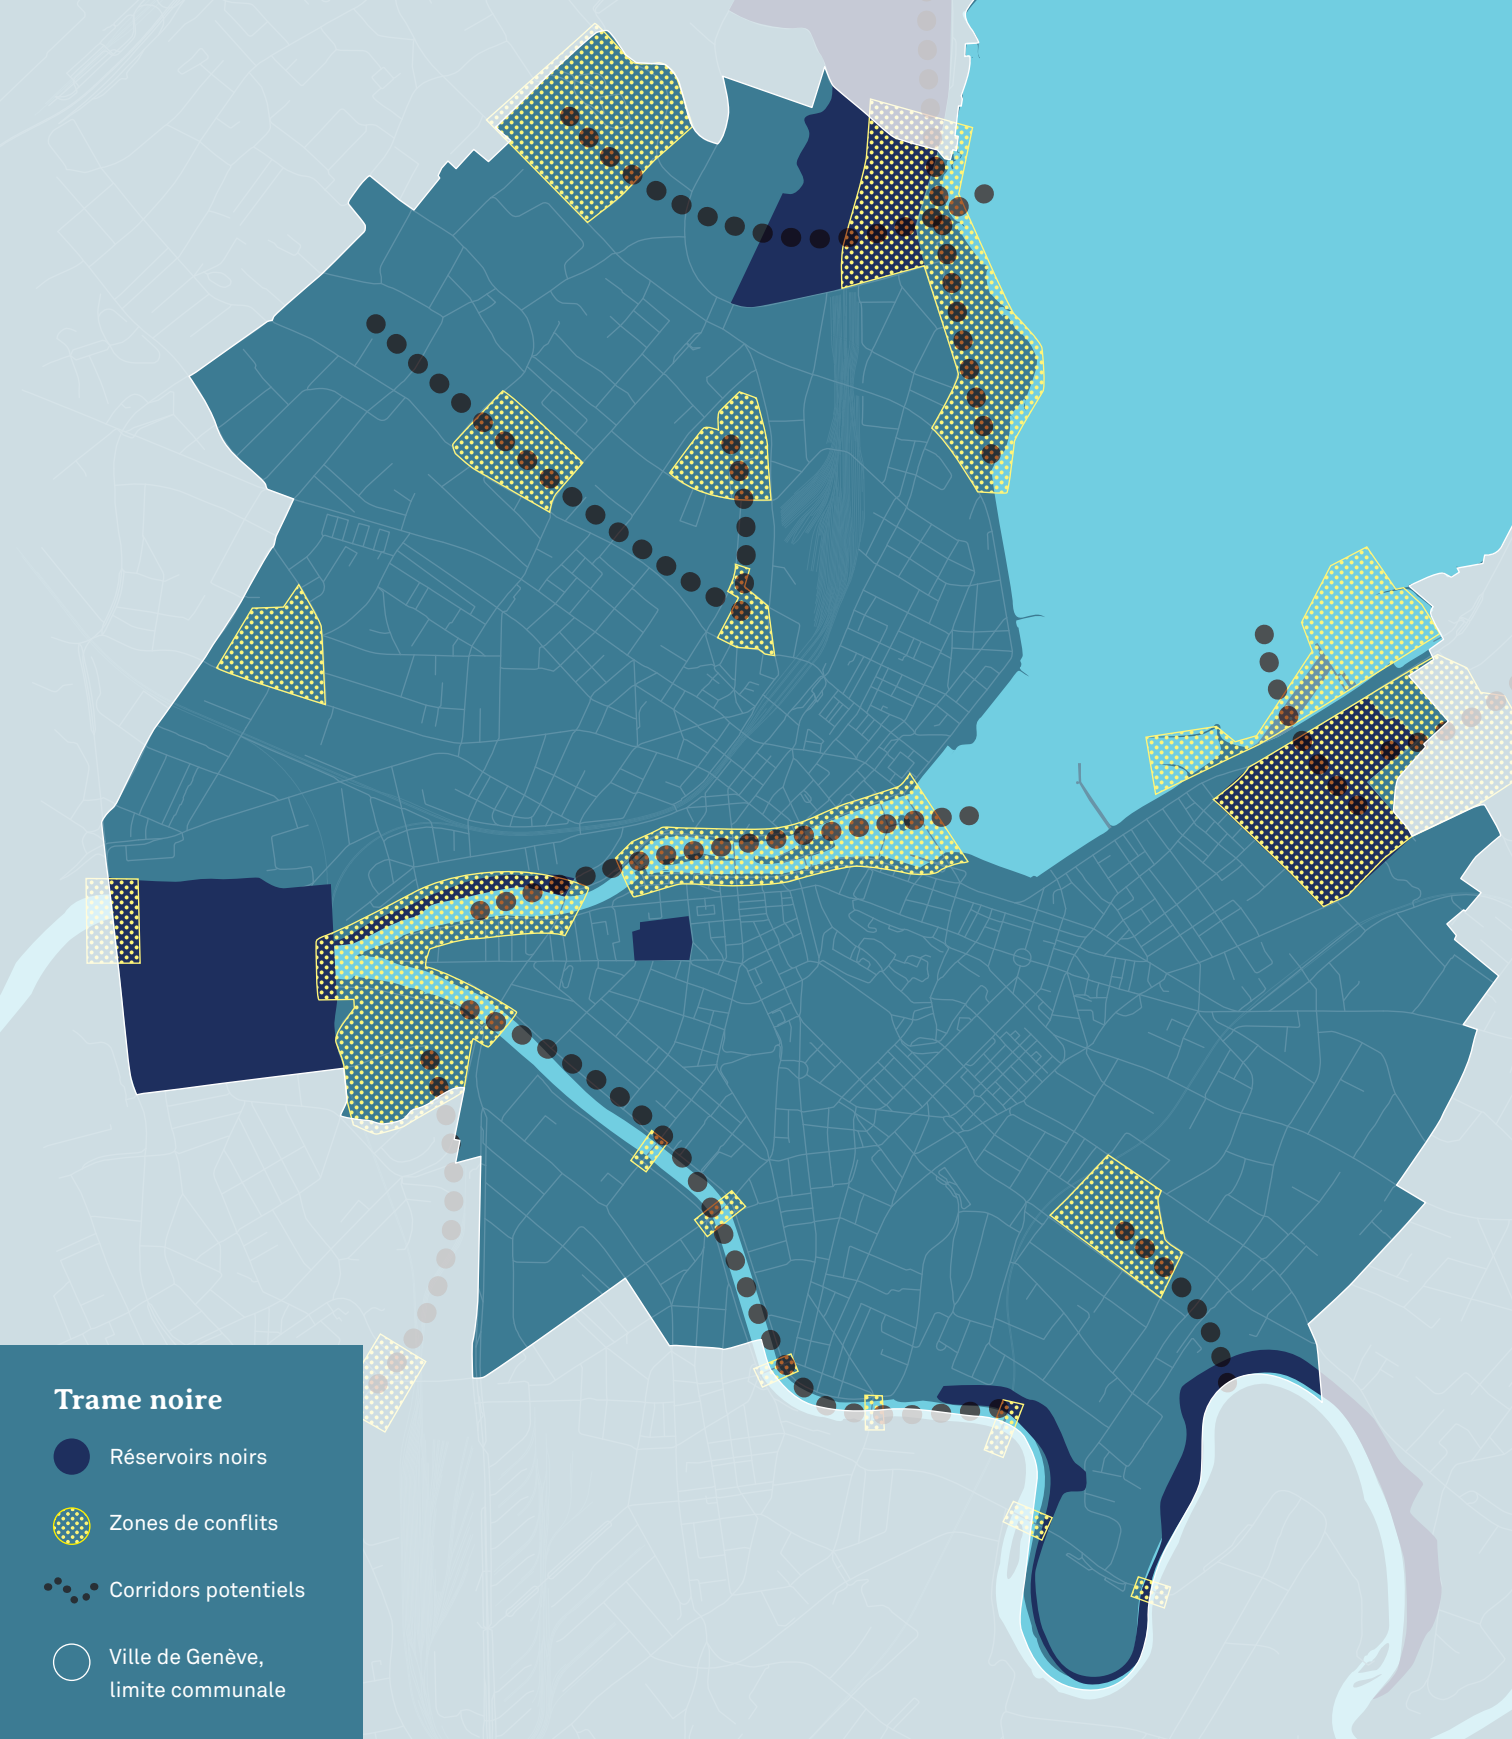 Trame noire
Réservoirs noirs
Zones de conflits
Corridors potentiels
Ville de Genève,
limite communale